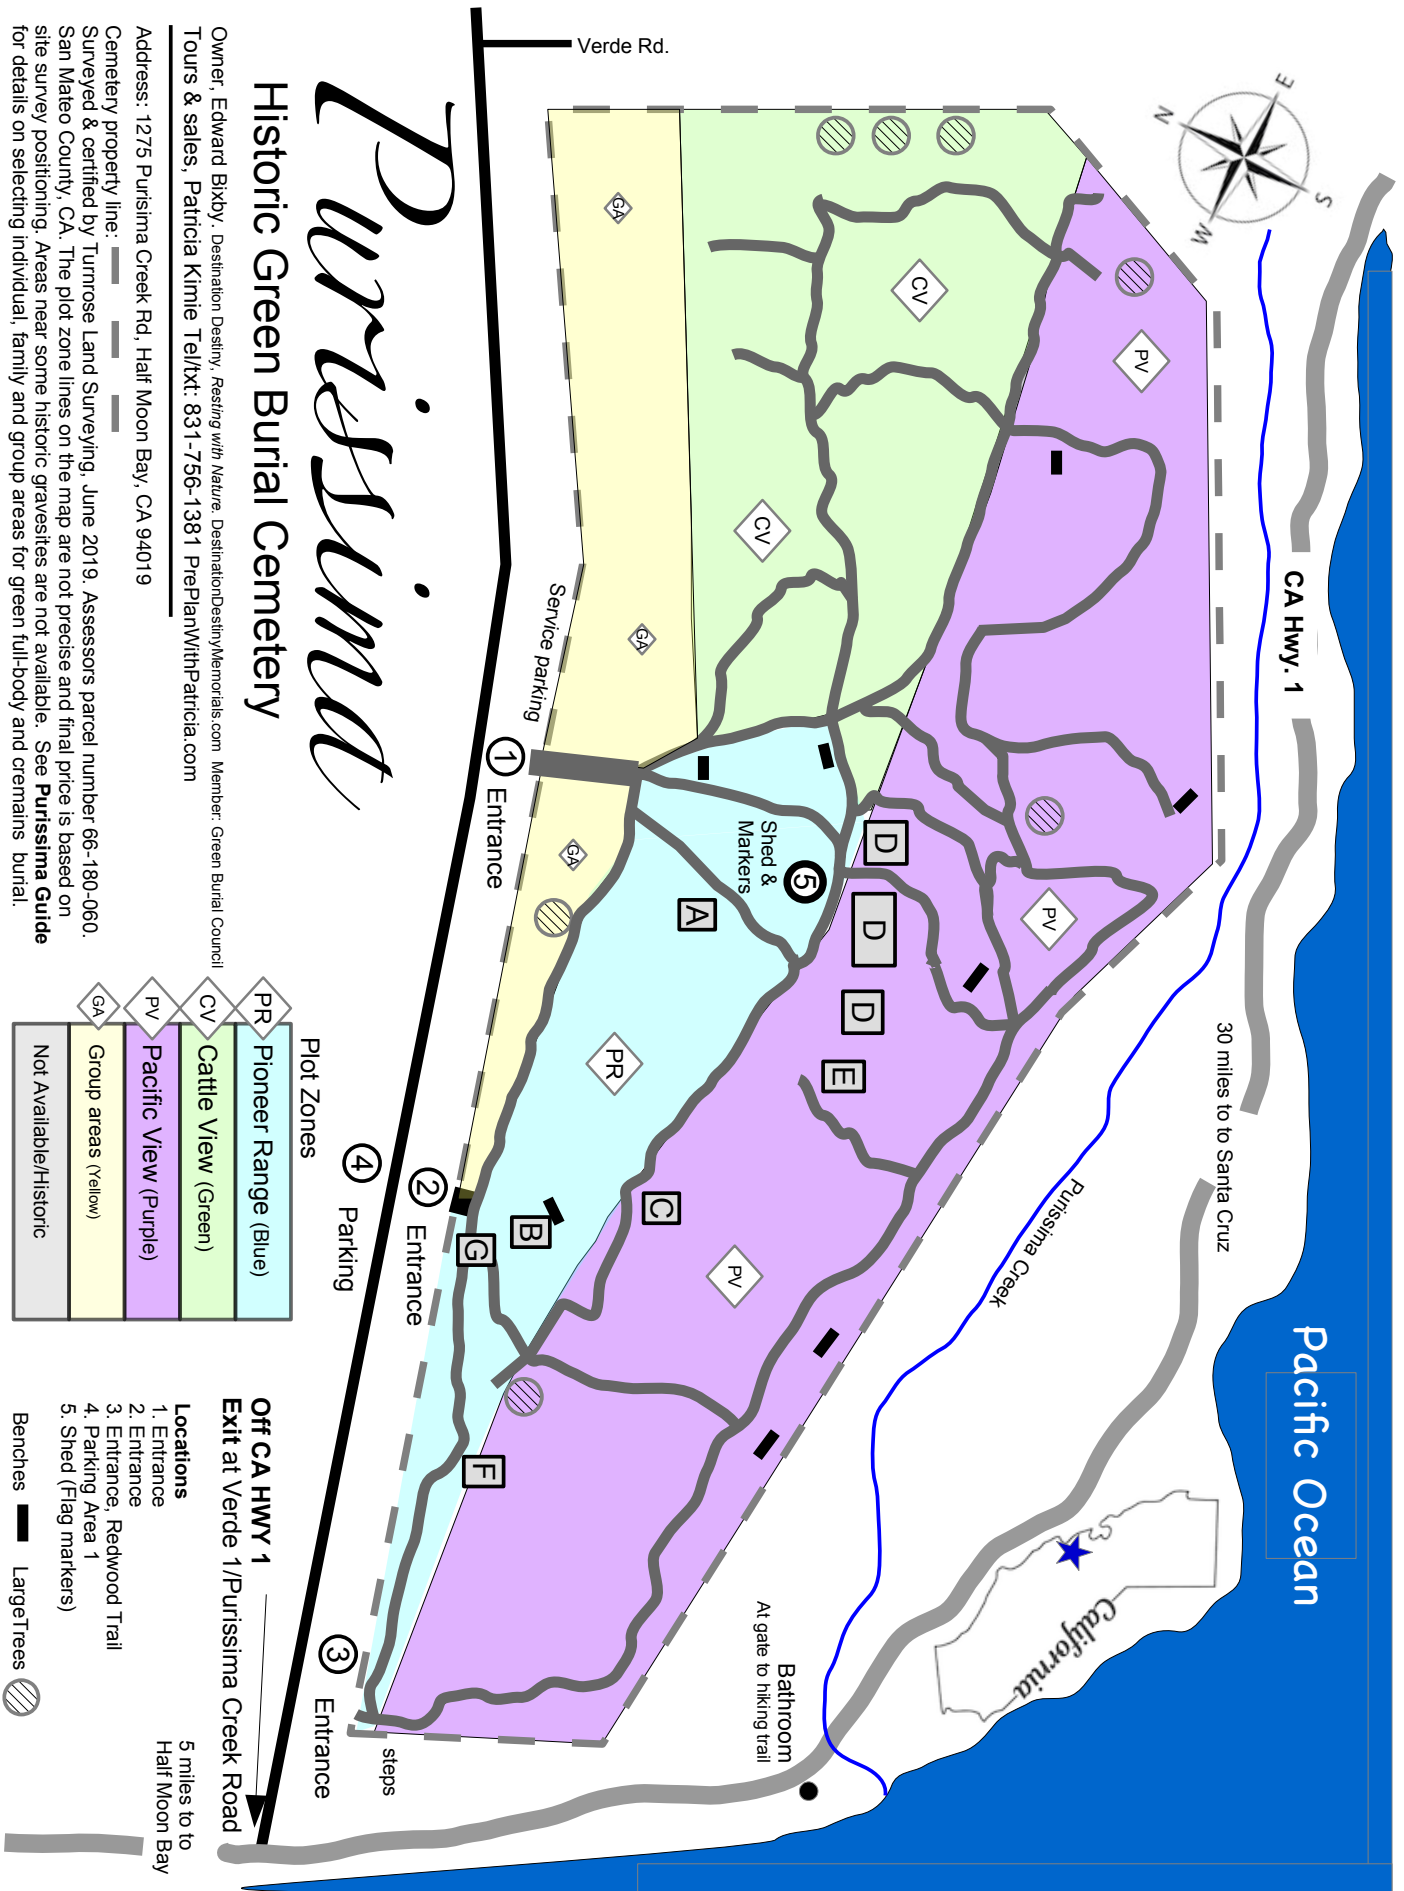 Purissima
Historic Green Burial Cemetery
Owner, Edward Bixby. Destination Destiny, Resting with Nature. DestinationDestinyMemorials.com Member: Green Burial Council
Tours & sales, Patricia Kimie Tel/txt: 831-756-1381 PrePlanWithPatricia.com
Address: 1275 Purisima Creek Rd, Half Moon Bay, CA 94019
Cemetery property line:
Surveyed & certified by Turnrose Land Surveying, June 2019. Assessors parcel number 66-180-060.
San Mateo County, CA. The plot zone lines on the map are not precise and final price is based on
site survey positioning. Areas near some historic gravesites are not available. See Purissima Guide
for details on selecting individual, family and group areas for green full-body and cremains burial.
Plot Zones
PR Pioneer Range (Blue)
CV Cattle View (Green)
PV Pacific View (Purple)
GA Group areas (Yellow)
Not Available/Historic
Off CA HWY 1
Exit at Verde 1/Purissima Creek Road
Locations
1. Entrance
2. Entrance
3. Entrance, Redwood Trail
4. Parking Area 1
5. Shed (Flag markers)
Benches
LargeTrees
5 miles to to
Half Moon Bay
Verde Rd.
E
S
N
W
CA Hwy. 1
30 miles to to Santa Cruz
Pacific Ocean
Purissima Creek
California
Bathroom
At gate to hiking trail
PV
CV
GA
CV
GA
PV
Service parking
1
Entrance
Shed &
Markers
5
D
D
D
E
A
GA
PR
C
B
G
PV
F
2
Entrance
4
Parking
3
Entrance
steps